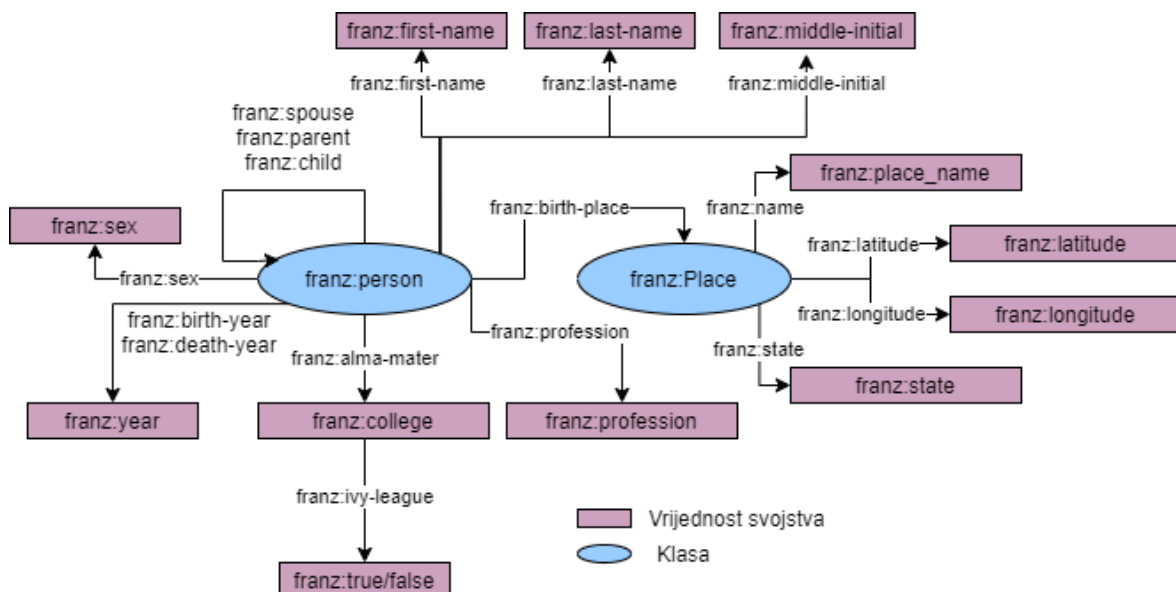 franz:first-name
franz:last-name
franz:middle-initial
franz:first-name
franz:last-name
franz:middle-initial
franz:spouse
franz:parent
franz:child
franz:place_name
franz:birth-place
franz:name
franz:sex
franz:latitude
franz:latitude
franz:sex
franz:person
franz:Place
franz:longitude
franz:longitude
franz:birth-year
franz:death-year
franz:profession
franz:alma-mater
franz:state
franz:state
franz:year
franz:college
franz:profession
franz:ivy-league
Vrijednost svojstva
Klasa
franz:true/false